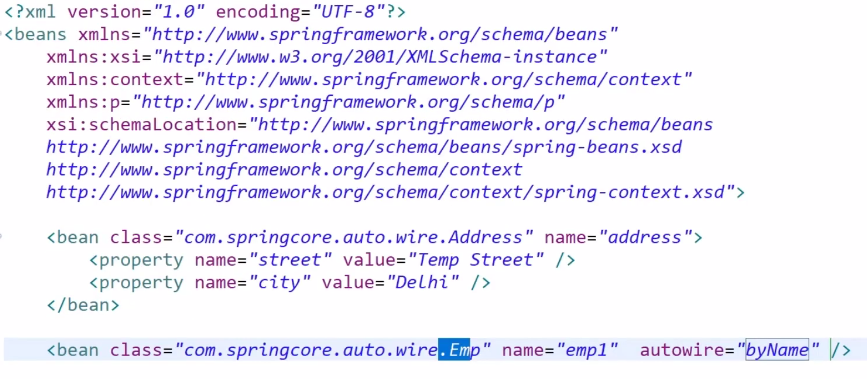 <?xml version="1.0" encoding="UTF-8"?>
<beans xmlns="http://www.springframework.org/schema/beans"
xmlns:xsi="http://www.w3.org/2001/XMLSchema-instance"
xmlns:context="http://www.springframework.org/schema/context"
xmlns:p="http://www.springframework.org/schema/p"
xsi:schemaLocation="http://www.springframework.org/schema/beans
http://www.springframework.org/schema/beans/spring-beans.xsd
http://www.springframework.org/schema/context
http://www.springframework.org/schema/context/spring-context.xsd">
<bean class="com.springcore.auto.wire.Address" name="address">
<property name="street" value="Temp Street" />
<property name="city" value="Delhi" />
</bean>
<bean class="com.springcore.auto.wire.Emp" name="emp1"  autowire="byName" />